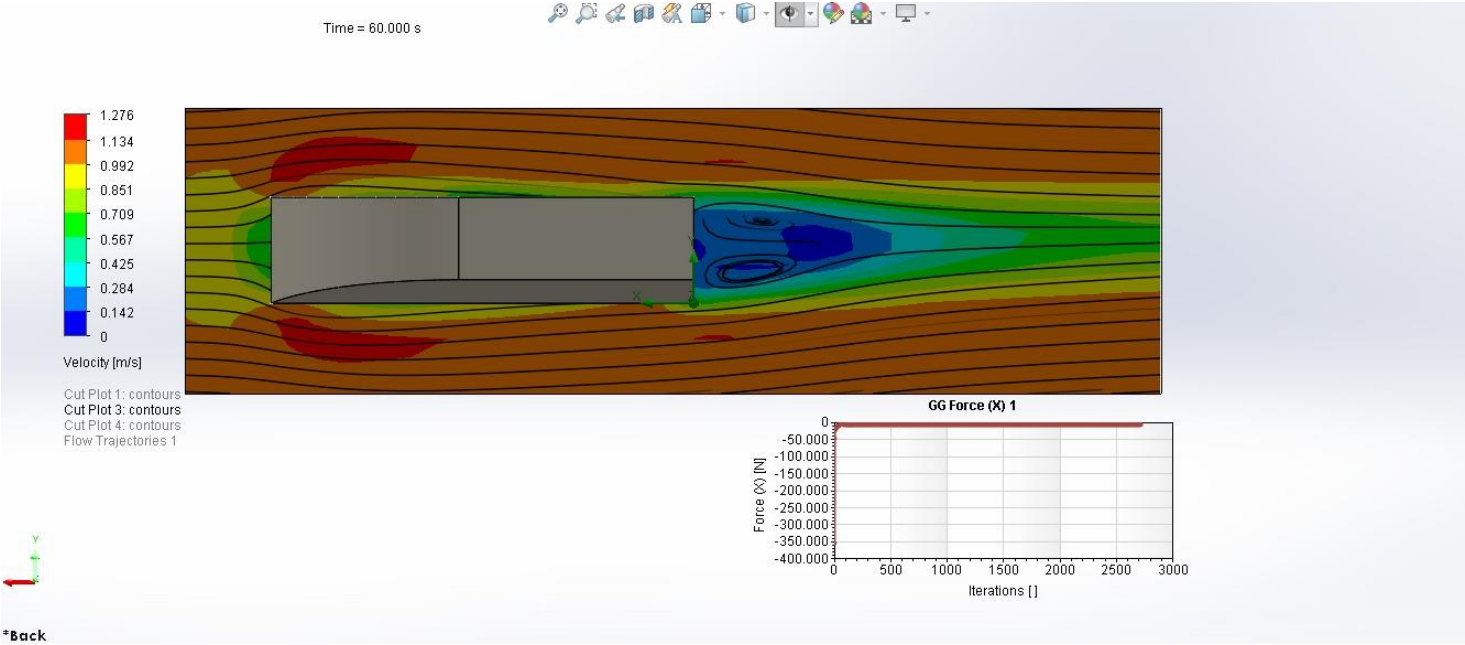 Time = 60.000 s
1.276
1.134
0.992
0.851
0.709
0.567
0.425
0.284
0.142
0
Velocity [m/s]
Cut Plot 1: contours
Cut Plot 3: contours
Cut Plot 4: contours
Flow Trajectories 1
Y
X
GG Force (X) 1
Force (X) [N]
0
-50.000
-100.000
-150.000
-200.000
-250.000
-300.000
-350.000
-400.000
0 500 1000 1500 2000 2500 3000
Iterations [ ]
Y
*Back